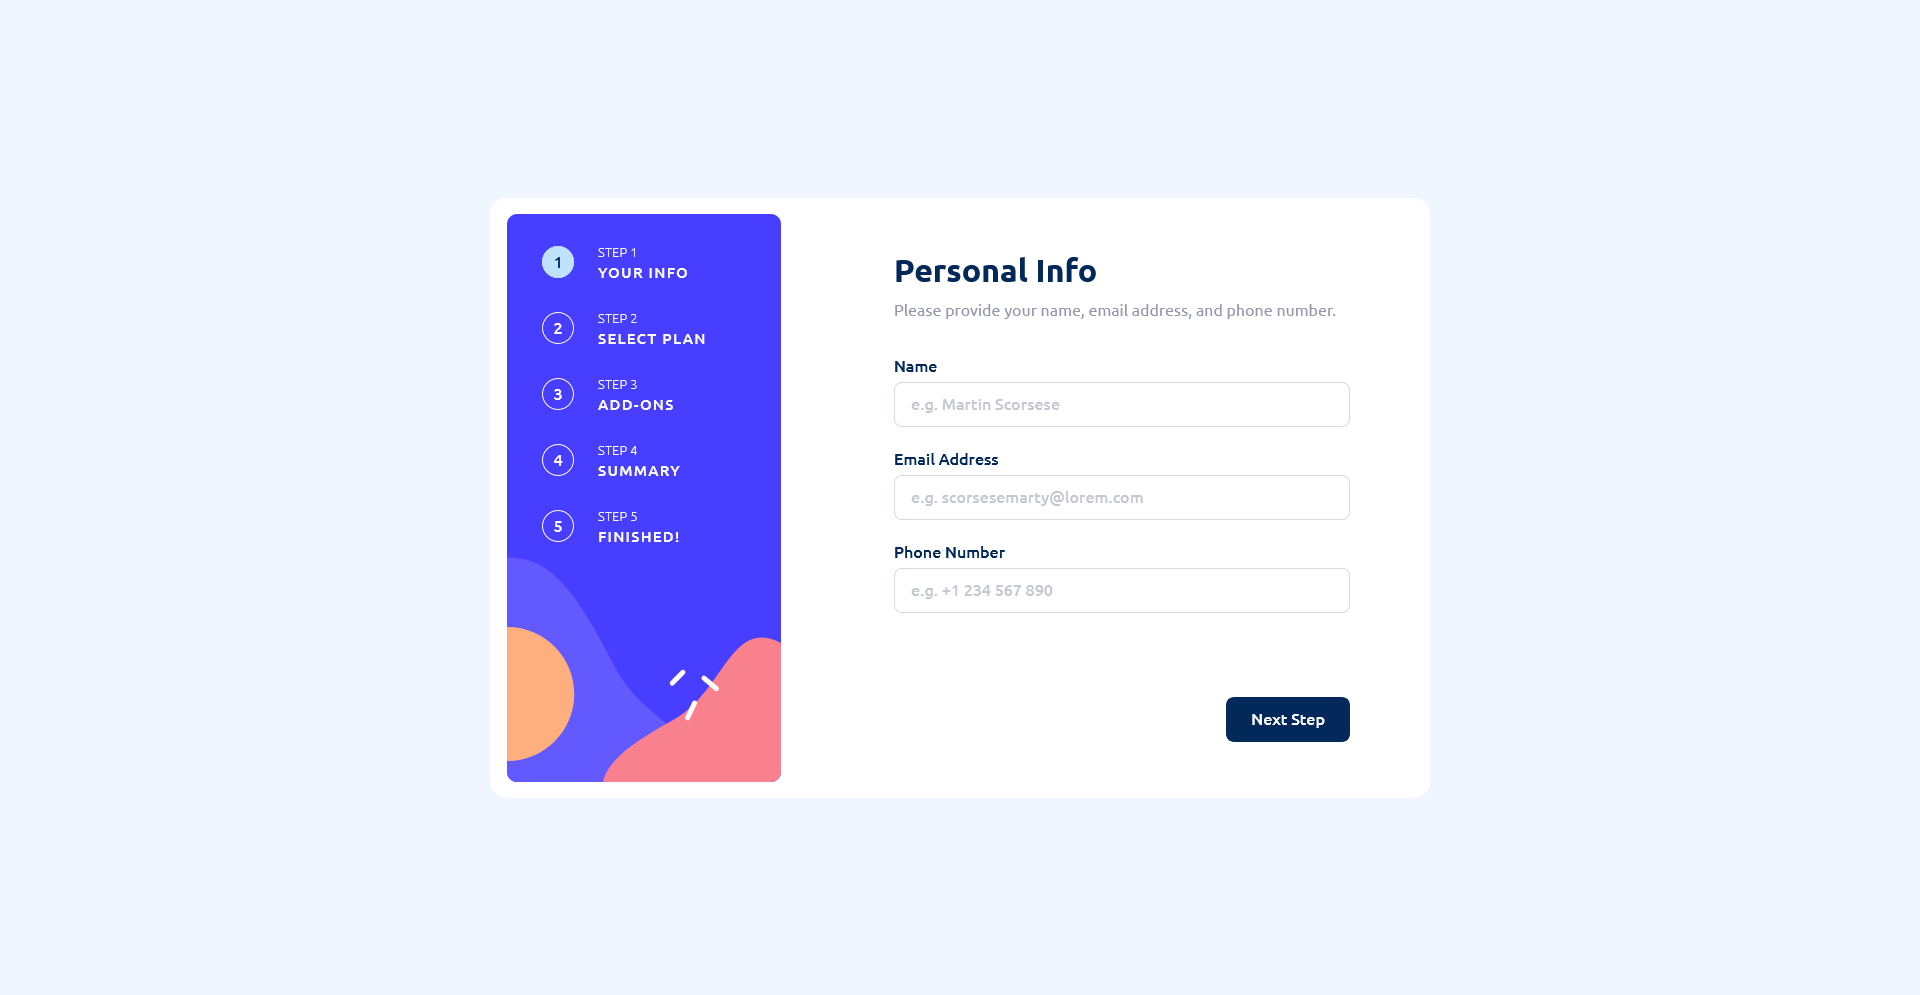 1
STEP 1
YOUR INFO
2
STEP 2
SELECT PLAN
3
STEP 3
ADD-ONS
4
STEP 4
SUMMARY
5
STEP 5
FINISHED!
Personal Info
Please provide your name, email address, and phone number.
Name
e.g. Martin Scorsese
Email Address
e.g. scorsesemarty@lorem.com
Phone Number
e.g. +1 234 567 890
Next Step